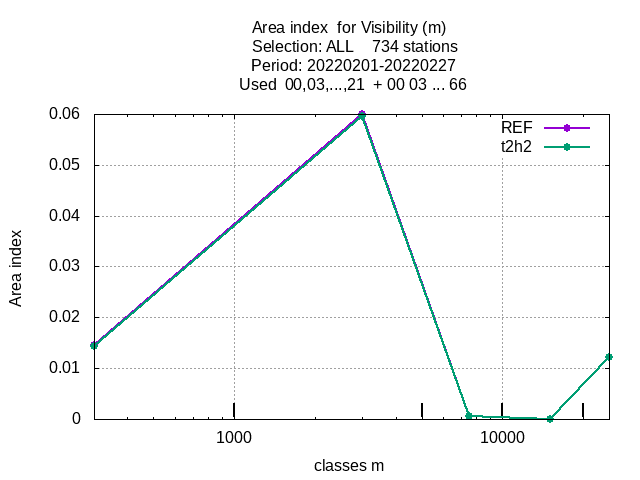 Area index  for Visibility (m)
Selection: ALL    734 stations
Period: 20220201-20220227
Used  00,03,...,21  + 00 03 ... 66
0.06
REF
t2h2
0.05
0.04
0.03
0.02
0.01
0
Area index
1000
10000
classes m